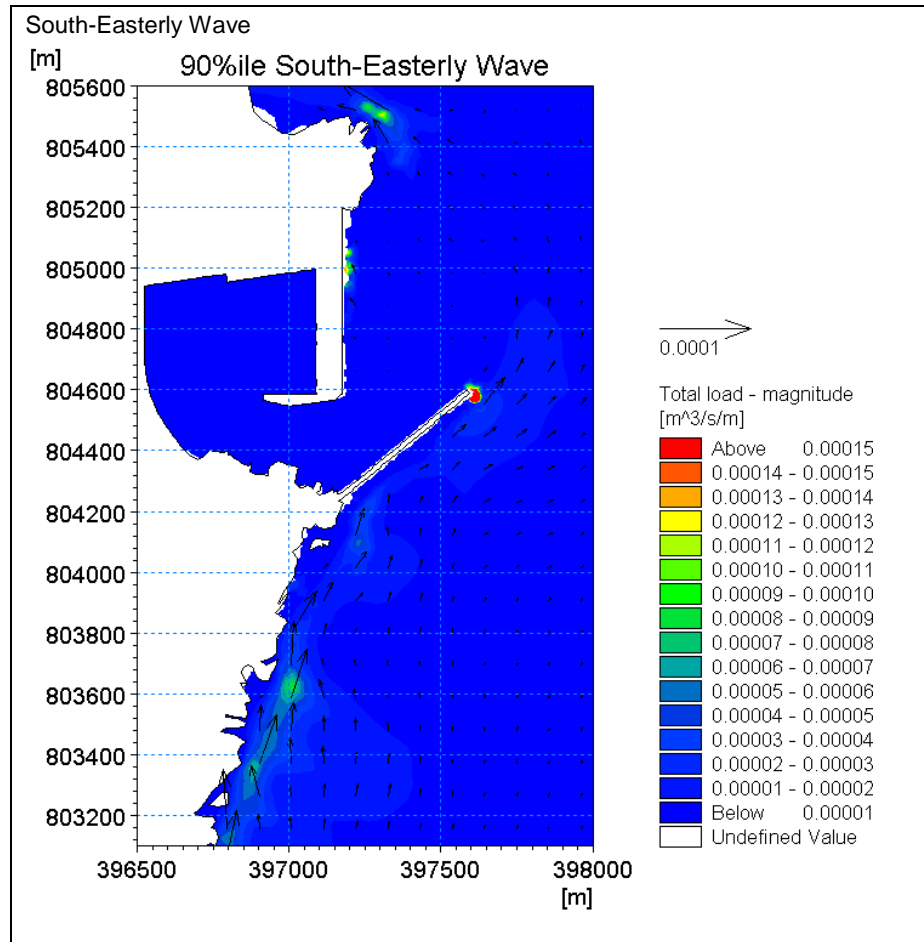 South-Easterly Wave
[m]
90%ile South-Easterly Wave
805600
805400
805200
805000
804800
804600
804400
804200
804000
803800
803600
803400
803200
396500 397000 397500 398000
[m]
0.0001
Total load - magnitude
[m^3/s/m]
Above 0.00015
0.00014 - 0.00015
0.00013 - 0.00014
0.00012 - 0.00013
0.00011 - 0.00012
0.00010 - 0.00011
0.00009 - 0.00010
0.00008 - 0.00009
0.00007 - 0.00008
0.00006 - 0.00007
0.00005 - 0.00006
0.00004 - 0.00005
0.00003 - 0.00004
0.00002 - 0.00003
0.00001 - 0.00002
Below 0.00001
Undefined Value